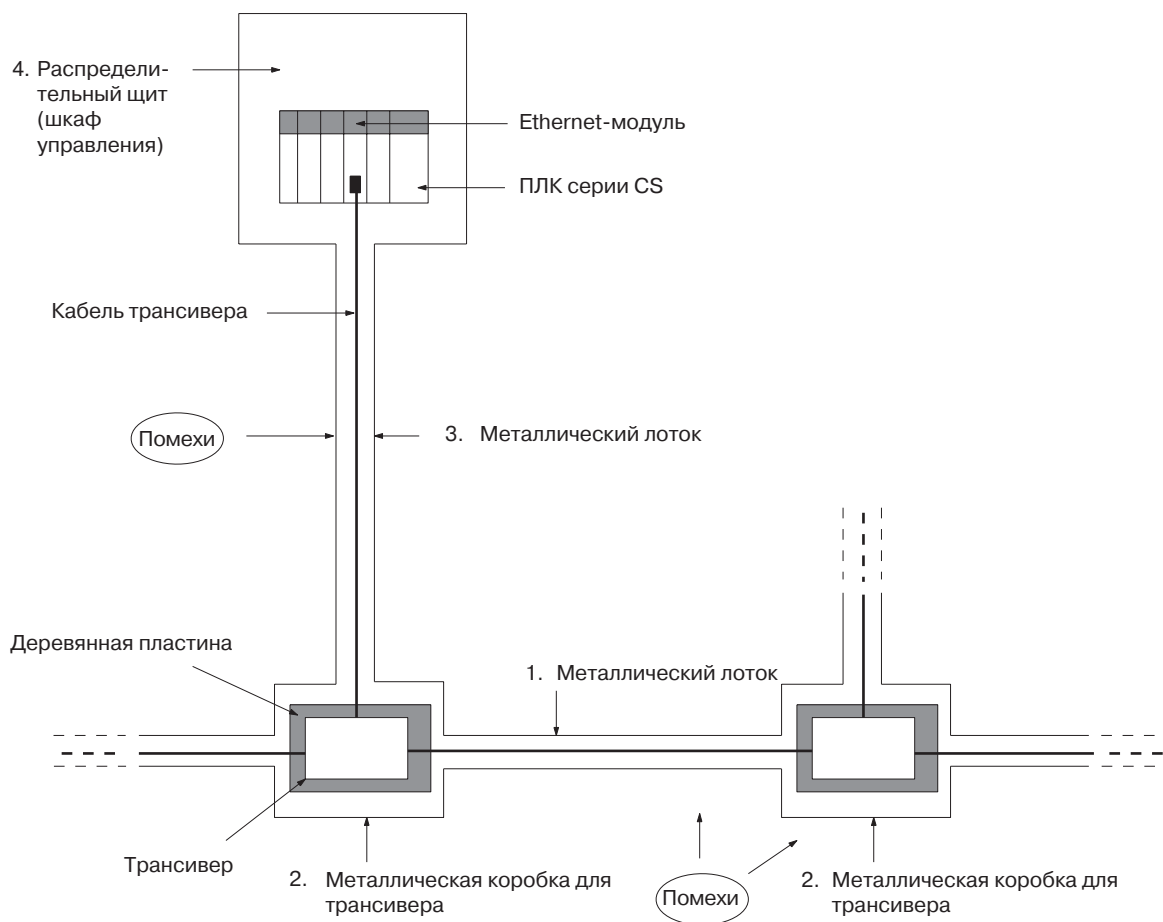 4. Распредели-
тельный щит
(шкаф
управления)
Ethernet-модуль
ПЛК серии CS
Кабель трансивера
Помехи
3. Металлический лоток
Деревянная пластина
1. Металлический лоток
Трансивер
2. Металлическая коробка для
трансивера
Помехи
2. Металлическая коробка для
трансивера